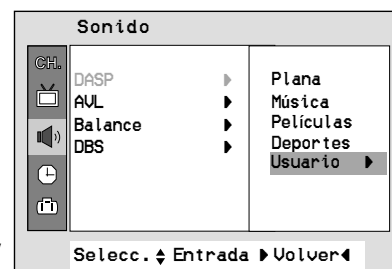 Sonido
CH.
DASP
AVL
Balance
DBS
Plana
Música
Películas
Deportes
Usuario
Selecc. Entrada Volver